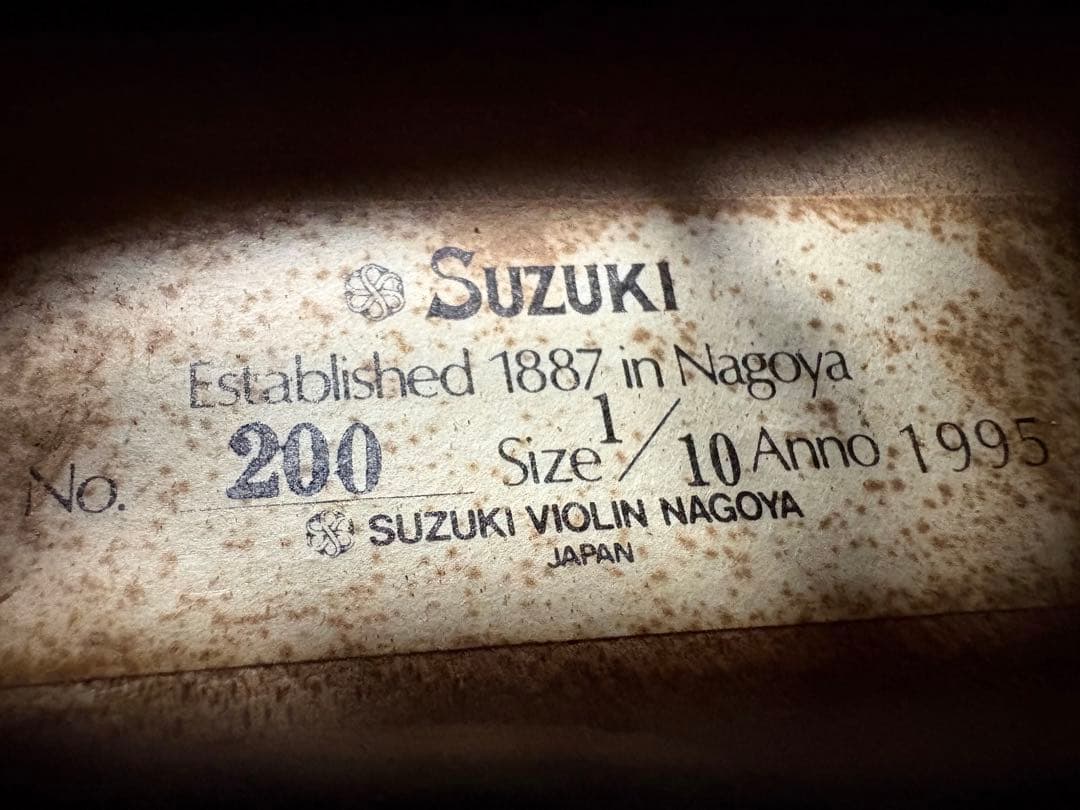 SUZUKI
Established 1887 in Nagoya
No. 200 Size 1/10 Anno 1995
SUZUKI VIOLIN NAGOYA
JAPAN